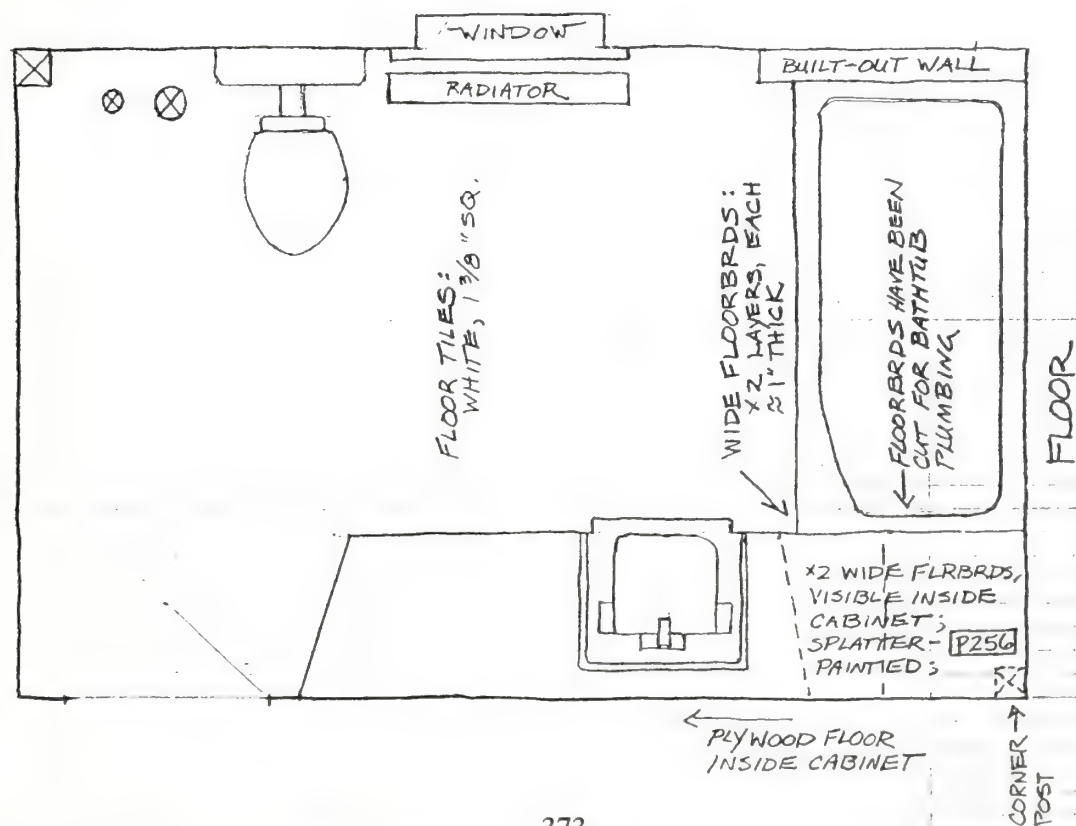 WINDOW
RADIATOR
BUILT-OUT WALL
FLOOR TILES:
WHITE, 1 3/8" SQ.
WIDE FLOORBRDS:
x2 LAYERS, EACH
≈1" THICK
←FLOORBRDS HAVE BEEN
CUT FOR BATHTUB
PLUMBING
FLOOR
x2 WIDE FLRBRDS,
VISIBLE INSIDE
CABINET;
SPLATTER- P256
PAINTIED;
PLYWOOD FLOOR
INSIDE CABINET
CORNER →
POST